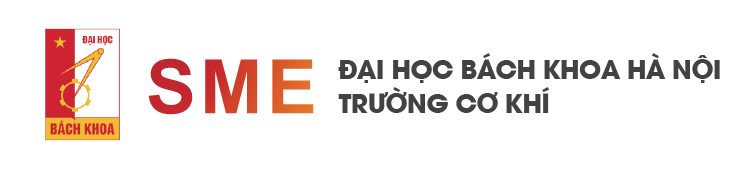 ĐẠI HỌC
BÁCH KHOA
SME
ĐẠI HỌC BÁCH KHOA HÀ NỘI
TRƯỜNG CƠ KHÍ